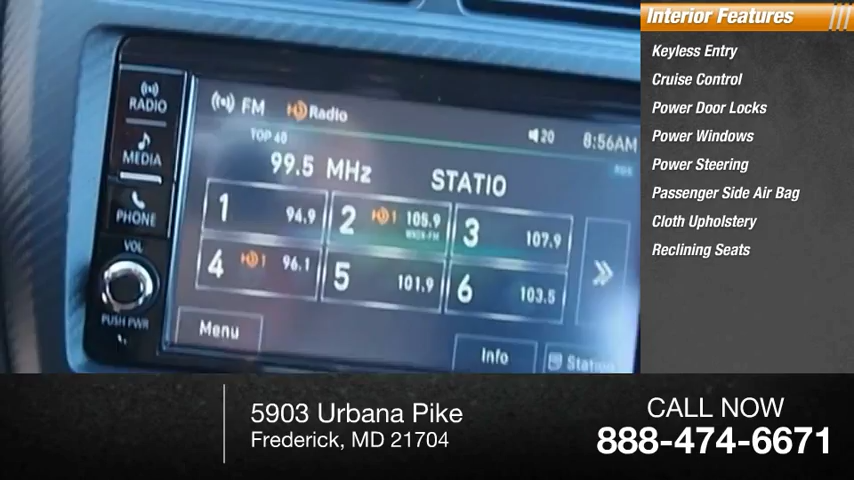 Interior Features
Keyless Entry
Cruise Control
Power Door Locks
Power Windows
Power Steering
Passenger Side Air Bag
Cloth Upholstery
Reclining Seats
RADIO
MEDIA
PHONE
VOL
PUSH PWR
FM HD Radio
20 8:56AM
TOP 40
99.5 MHz STATIO
1 94.9
2 HD1 105.9
3 107.9
4 HD1 96.1
5 101.9
6 103.5
Menu
Info
5903 Urbana Pike
Frederick, MD 21704
CALL NOW
888-474-6671